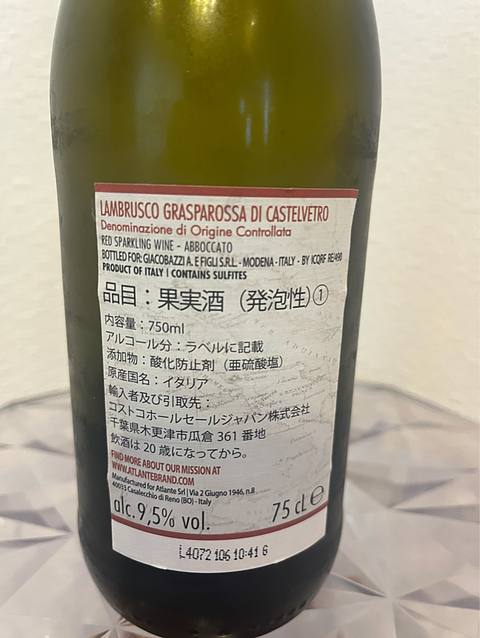 LAMBRUSCO GRASPAROSSA DI CASTELVETRO
Denominazione di Origine Controllata
RED SPARKLING WINE - ABBOCCATO
BOTTLED FOR: GIACOBAZZI A. E FIGLI S.R.L. - MODENA - ITALY - BY ICQRF RE/490
PRODUCT OF ITALY | CONTAINS SULFITES
品目：果実酒（発泡性）①
内容量：750ml
アルコール分：ラベルに記載
添加物：酸化防止剤（亜硫酸塩）
原産国名：イタリア
輸入者及び引取先：
コストコホールセールジャパン株式会社
千葉県木更津市瓜倉 361 番地
飲酒は 20 歳になってから。
FIND MORE ABOUT OUR MISSION AT
WWW.ATLANTEBRAND.COM
Manufactured for Atlante Srl | Via 2 Giugno 1946, n.8
40033 Casalecchio di Reno (BO) - Italy
alc. 9,5% vol. 75 cL ℮
L4072 106 10:41 G